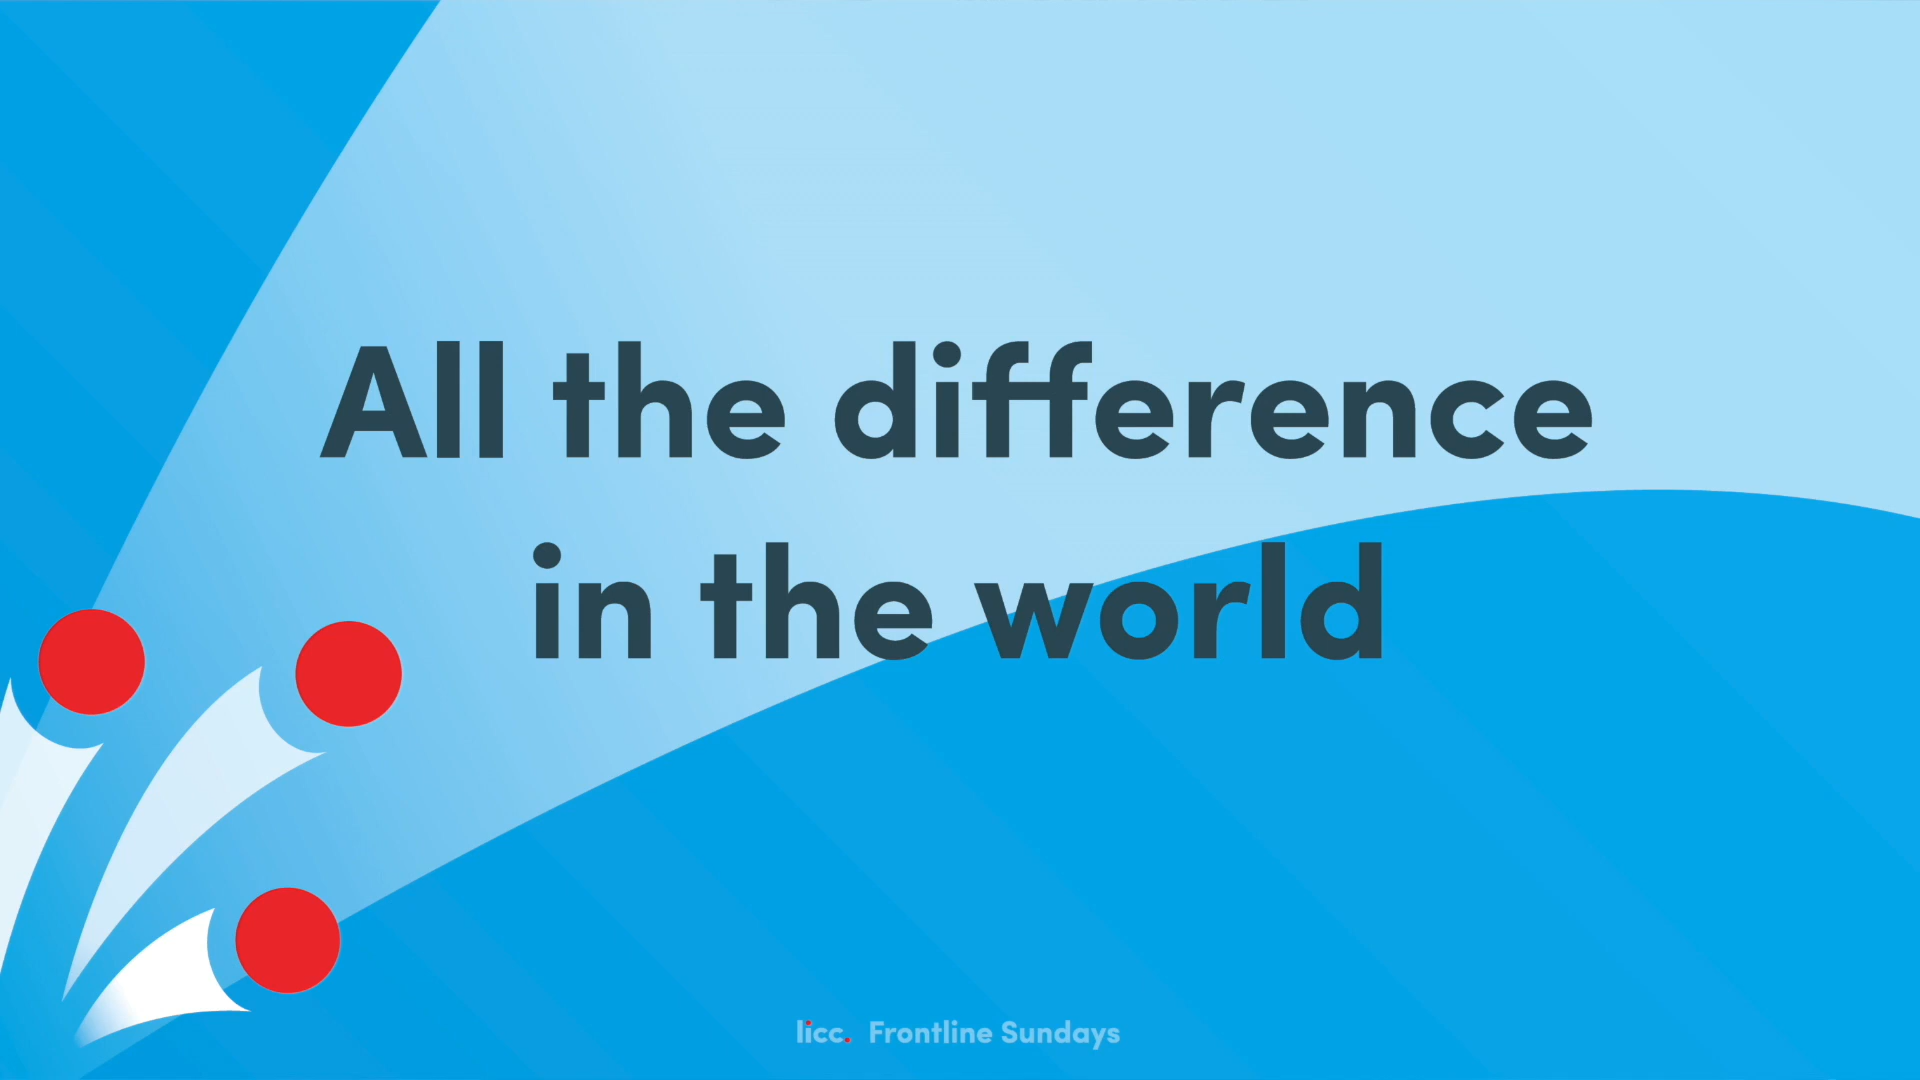 All the difference
in the world
licc. Frontline Sundays